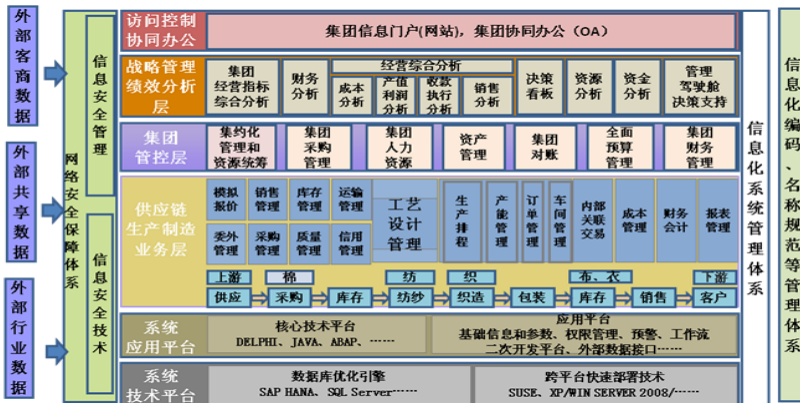 外部客商数据
外部共享数据
外部行业数据
网络安全保障体系
信息安全管理
信息安全技术
访问控制
协同办公
集团信息门户(网站)，集团协同办公（OA）
战略管理
绩效分析
层
集团
经营指标
综合分析
财务
分析
经营综合分析
成本
分析
产值
利润
分析
收款
执行
分析
销售
分析
决策
看板
资源
分析
资金
分析
管理
驾驶舱
决策支持
集团
管控层
集约化
管理和
资源统筹
集团
采购
管理
集团
人力
资源
资产
管理
集团
对账
全面
预算
管理
集团
财务
管理
供应链
生产制造
业务层
模拟
报价
销售
管理
库存
管理
运输
管理
委外
管理
采购
管理
质量
管理
信用
管理
工艺
设计
管理
生产排程
产能管理
订单管理
车间管理
内部
关联
交易
成本
管理
财务
会计
报表
管理
上游
棉
纺
织
布、衣
下游
供应
采购
库存
纺纱
织造
包装
库存
销售
客户
系统
应用平台
核心技术平台
DELPHI、JAVA、ABAP、……
应用平台
基础信息和参数、权限管理、预警、工作流
二次开发平台、外部数据接口……
系统
技术平台
数据库优化引擎
SAP HANA、SQL Server……
跨平台快速部署技术
SUSE、XP/WIN SERVER 2008/……
信息化系统管理体系
信息化编码、名称规范等管理体系